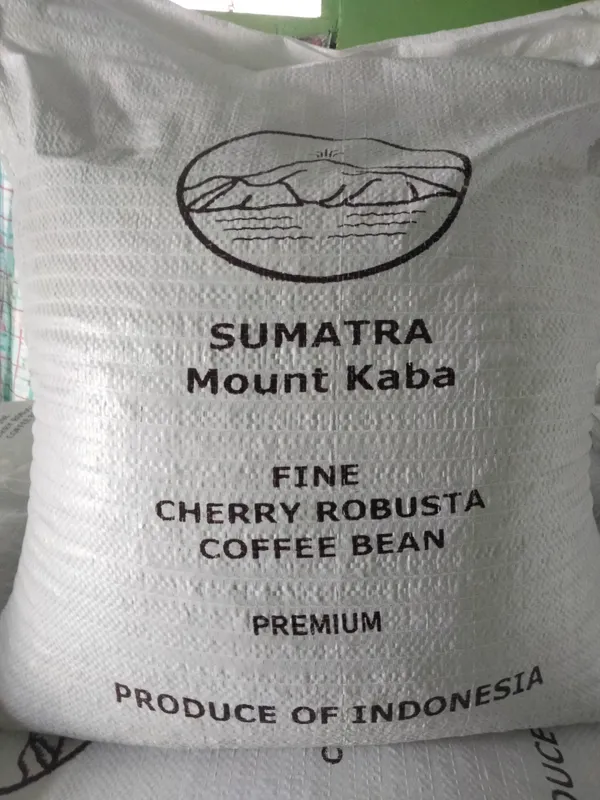 SUMATRA
Mount Kaba
FINE
CHERRY ROBUSTA
COFFEE BEAN
PREMIUM
PRODUCE OF INDONESIA